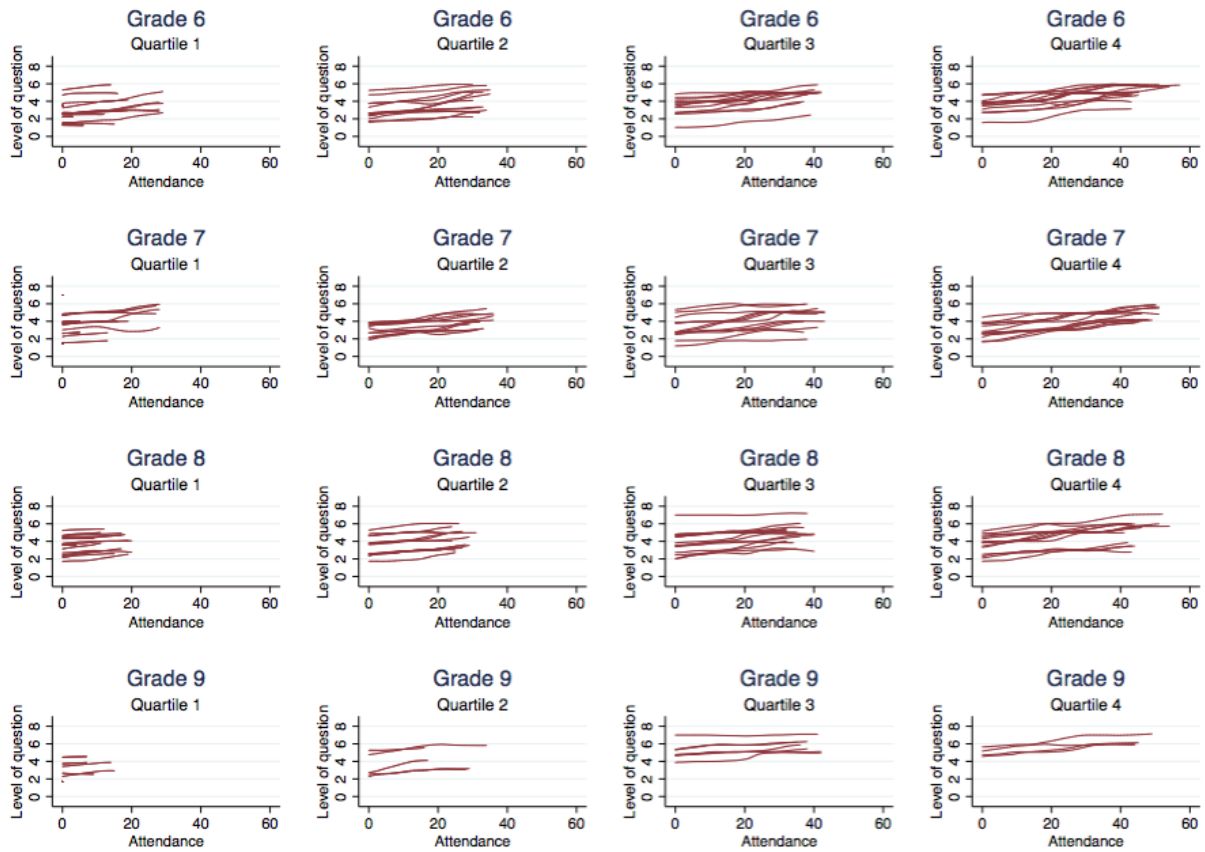 Grade 6 Grade 6 Grade 6 Grade 6
Quartile 1 Quartile 2 Quartile 3 Quartile 4
Level of question Level of question Level of question Level of question
8 8 8 8
6 6 6 6
4 4 4 4
2 2 2 2
0 0 0 0
0 20 40 60 0 20 40 60 0 20 40 60 0 20 40 60
Attendance Attendance Attendance Attendance
Grade 7 Grade 7 Grade 7 Grade 7
Quartile 1 Quartile 2 Quartile 3 Quartile 4
Level of question Level of question Level of question Level of question
8 8 8 8
6 6 6 6
4 4 4 4
2 2 2 2
0 0 0 0
0 20 40 60 0 20 40 60 0 20 40 60 0 20 40 60
Attendance Attendance Attendance Attendance
Grade 8 Grade 8 Grade 8 Grade 8
Quartile 1 Quartile 2 Quartile 3 Quartile 4
Level of question Level of question Level of question Level of question
8 8 8 8
6 6 6 6
4 4 4 4
2 2 2 2
0 0 0 0
0 20 40 60 0 20 40 60 0 20 40 60 0 20 40 60
Attendance Attendance Attendance Attendance
Grade 9 Grade 9 Grade 9 Grade 9
Quartile 1 Quartile 2 Quartile 3 Quartile 4
Level of question Level of question Level of question Level of question
8 8 8 8
6 6 6 6
4 4 4 4
2 2 2 2
0 0 0 0
0 20 40 60 0 20 40 60 0 20 40 60 0 20 40 60
Attendance Attendance Attendance Attendance